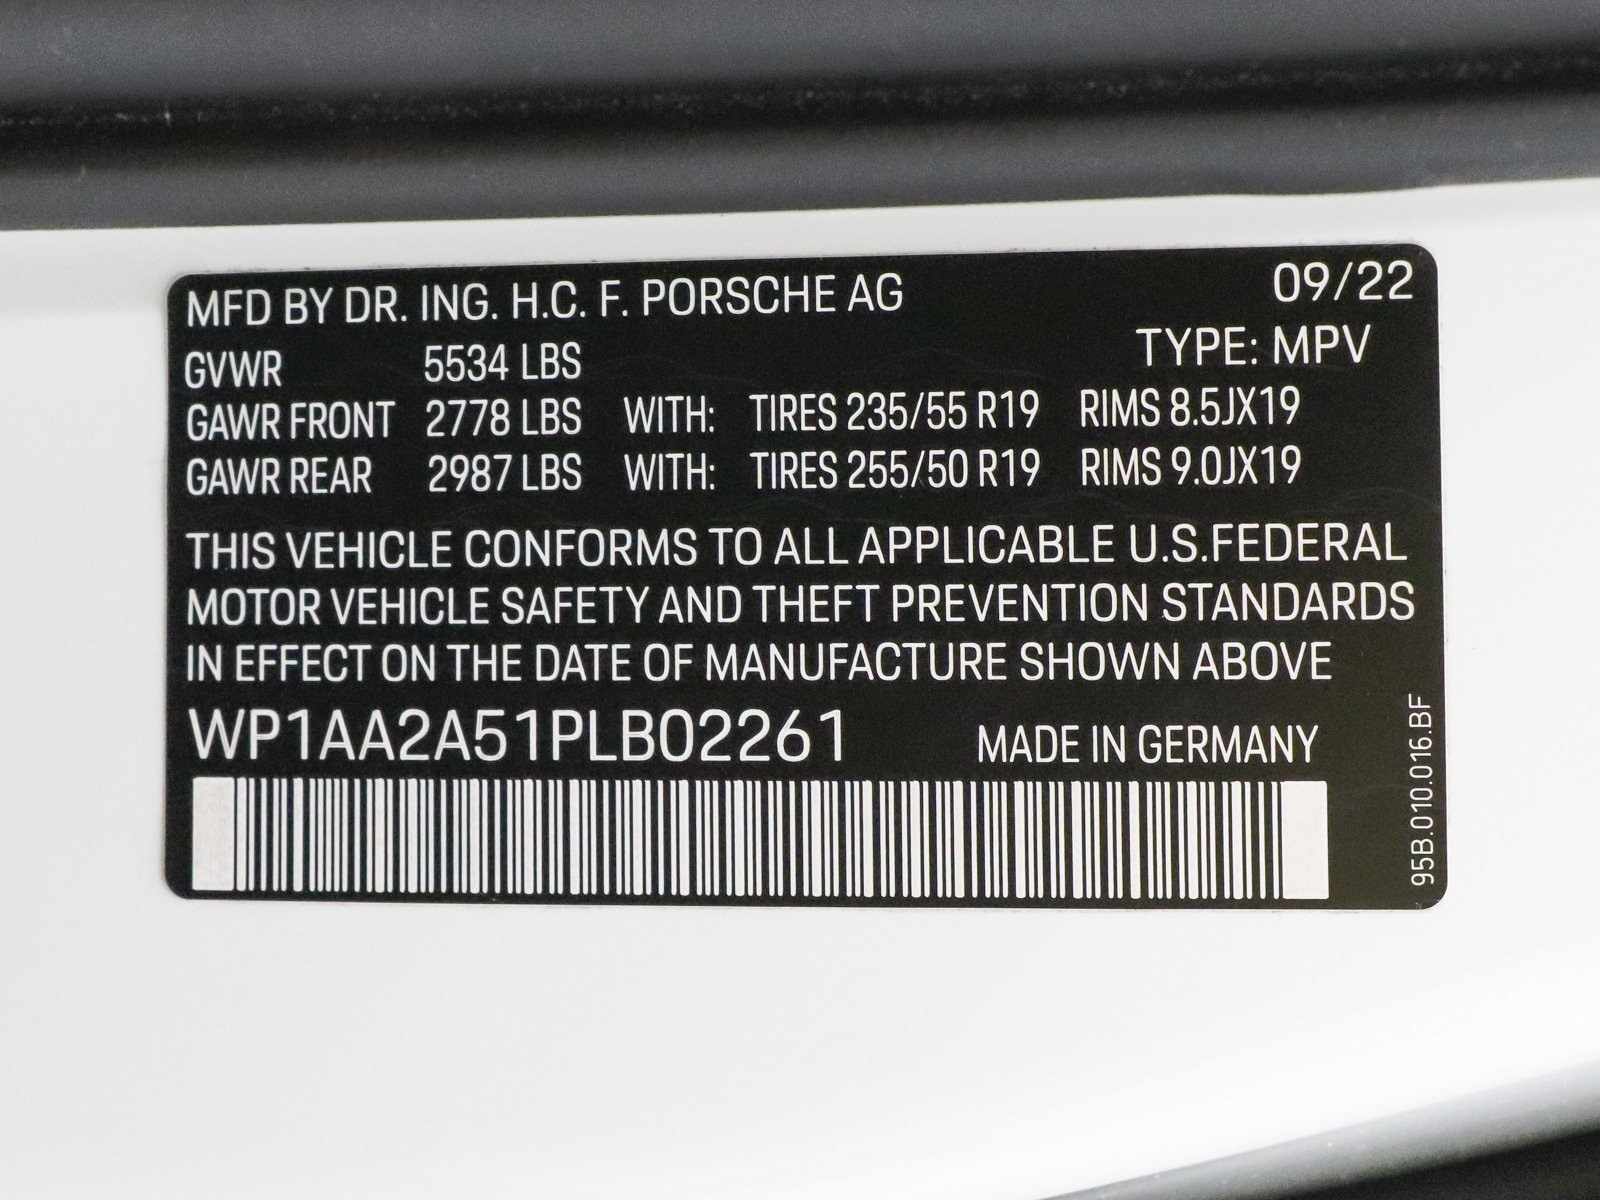 MFD BY DR. ING. H.C. F. PORSCHE AG 09/22
GVWR 5534 LBS TYPE: MPV
GAWR FRONT 2778 LBS WITH: TIRES 235/55 R19 RIMS 8.5JX19
GAWR REAR 2987 LBS WITH: TIRES 255/50 R19 RIMS 9.0JX19
THIS VEHICLE CONFORMS TO ALL APPLICABLE U.S.FEDERAL
MOTOR VEHICLE SAFETY AND THEFT PREVENTION STANDARDS
IN EFFECT ON THE DATE OF MANUFACTURE SHOWN ABOVE
WP1AA2A51PLB02261 MADE IN GERMANY
95B.010.016.BF